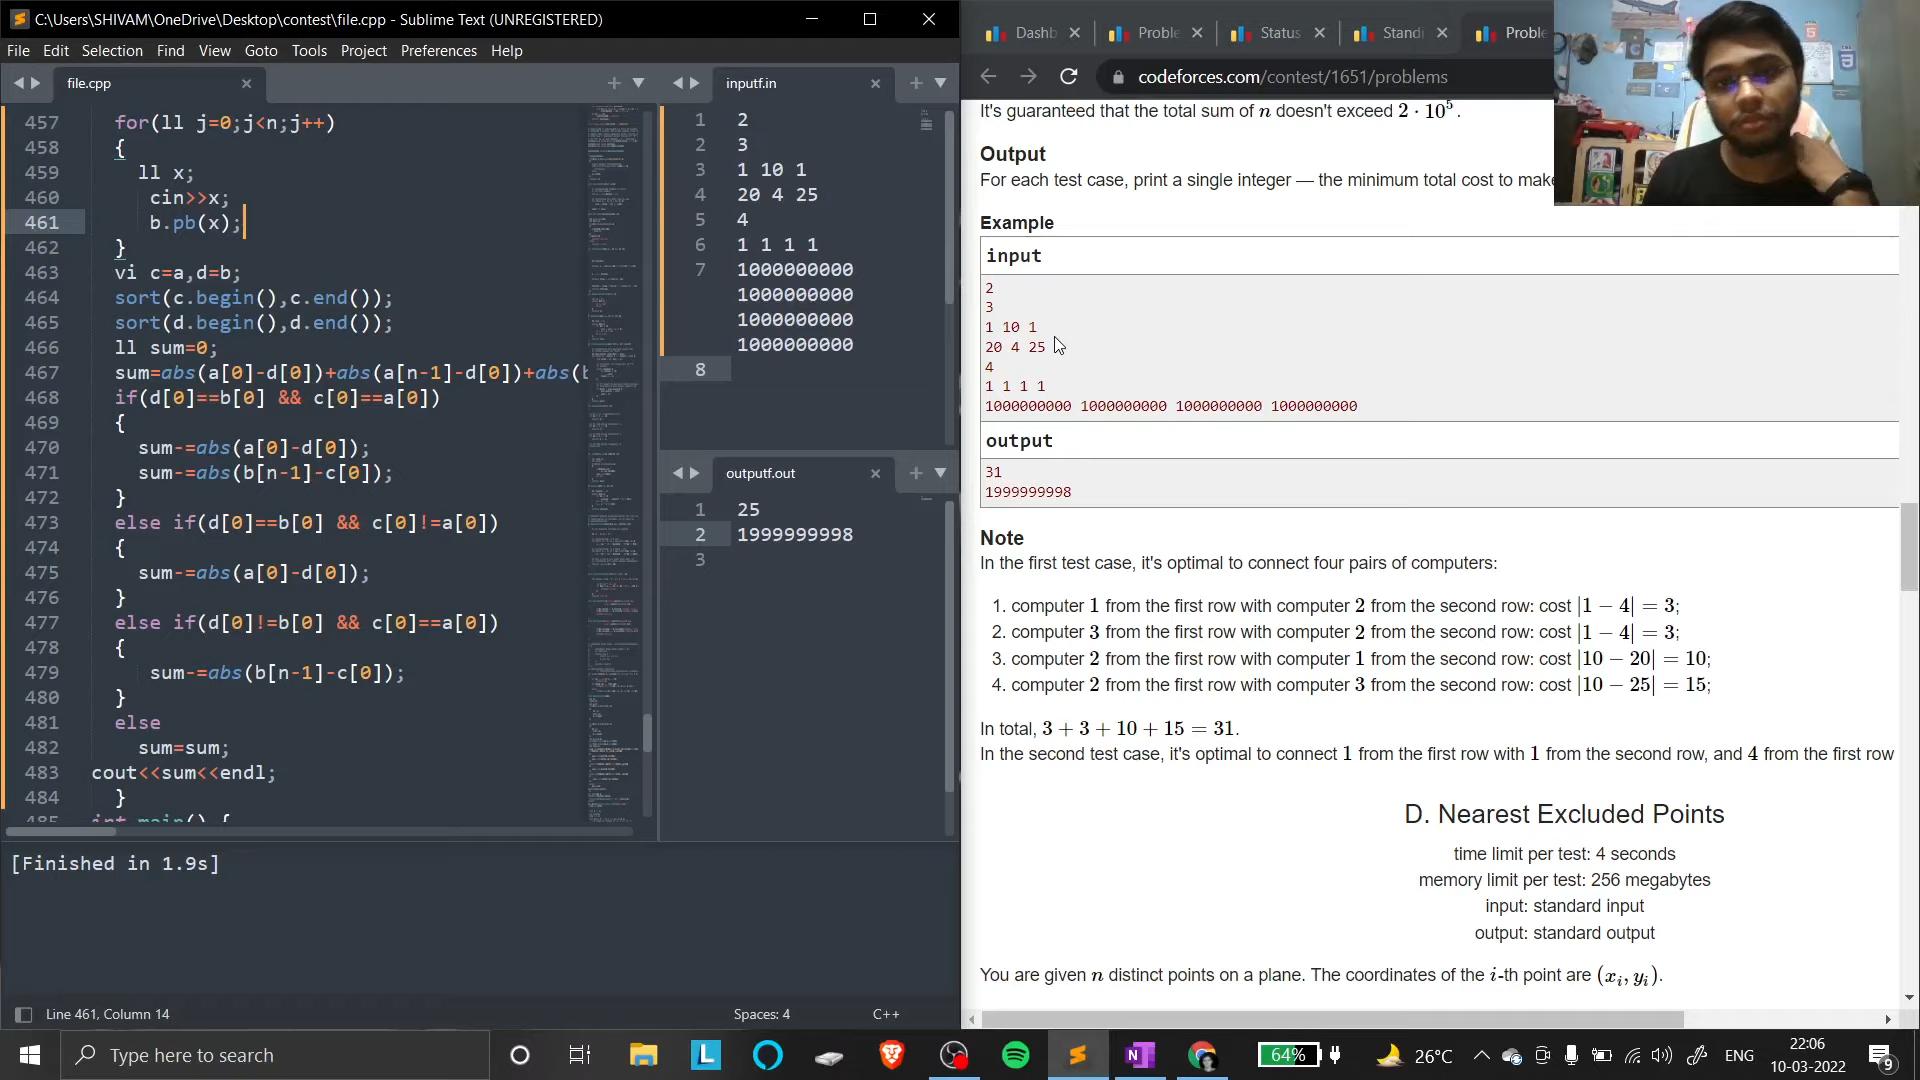 C:\Users\SHIVAM\OneDrive\Desktop\contest\file.cpp - Sublime Text (UNREGISTERED)
File Edit Selection Find View Goto Tools Project Preferences Help
file.cpp
457 for(ll j=0;j<n;j++)
458 {
459 ll x;
460 cin>>x;
461 b.pb(x);
462 }
463 vi c=a,d=b;
464 sort(c.begin(),c.end());
465 sort(d.begin(),d.end());
466 ll sum=0;
467 sum=abs(a[0]-d[0])+abs(a[n-1]-d[0])+abs(b
468 if(d[0]==b[0] && c[0]==a[0])
469 {
470 sum-=abs(a[0]-d[0]);
471 sum-=abs(b[n-1]-c[0]);
472 }
473 else if(d[0]==b[0] && c[0]!=a[0])
474 {
475 sum-=abs(a[0]-d[0]);
476 }
477 else if(d[0]!=b[0] && c[0]==a[0])
478 {
479 sum-=abs(b[n-1]-c[0]);
480 }
481 else
482 sum=sum;
483 cout<<sum<<endl;
484 }
485 int main() {
[Finished in 1.9s]
Line 461, Column 14
Spaces: 4
C++
inputf.in
1 2
2 3
3 1 10 1
4 20 4 25
5 4
6 1 1 1 1
7 1000000000
1000000000
1000000000
1000000000
8
outputf.out
1 25
2 1999999998
3
Dashb
Proble
Status
Standi
Proble
codeforces.com/contest/1651/problems
It's guaranteed that the total sum of n doesn't exceed 2 · 10⁵.
Output
For each test case, print a single integer — the minimum total cost to make
Example
input
2
3
1 10 1
20 4 25
4
1 1 1 1
1000000000 1000000000 1000000000 1000000000
output
31
1999999998
Note
In the first test case, it's optimal to connect four pairs of computers:
1. computer 1 from the first row with computer 2 from the second row: cost |1 − 4| = 3;
2. computer 3 from the first row with computer 2 from the second row: cost |1 − 4| = 3;
3. computer 2 from the first row with computer 1 from the second row: cost |10 − 20| = 10;
4. computer 2 from the first row with computer 3 from the second row: cost |10 − 25| = 15;
In total, 3 + 3 + 10 + 15 = 31.
In the second test case, it's optimal to connect 1 from the first row with 1 from the second row, and 4 from the first row
D. Nearest Excluded Points
time limit per test: 4 seconds
memory limit per test: 256 megabytes
input: standard input
output: standard output
You are given n distinct points on a plane. The coordinates of the i-th point are (xᵢ, yᵢ).
Type here to search
L
N
64%
26°C
ENG
22:06
10-03-2022
9